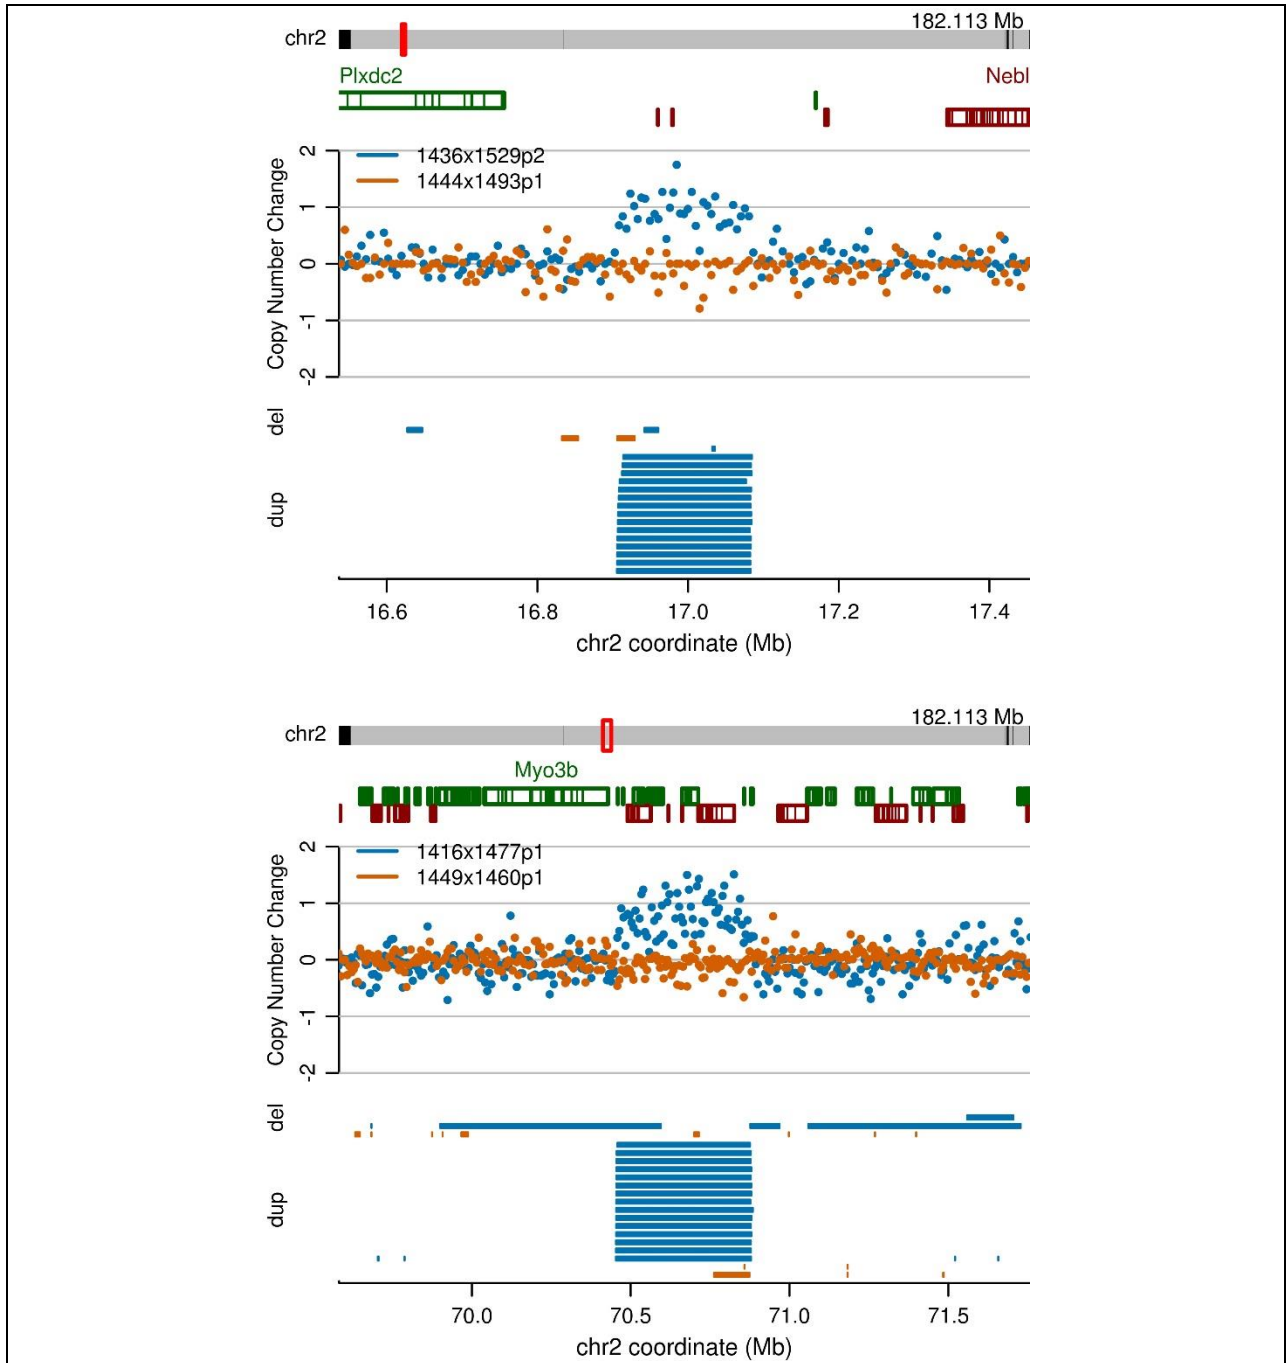 182.113 Mb
chr2
Plxdc2
Nebl
1436x1529p2
1444x1493p1
Copy Number Change
2
1
0
-1
-2
del
dup
16.6
16.8
17.0
17.2
17.4
chr2 coordinate (Mb)
182.113 Mb
chr2
Myo3b
1416x1477p1
1449x1460p1
Copy Number Change
2
1
0
-1
-2
del
dup
70.0
70.5
71.0
71.5
chr2 coordinate (Mb)